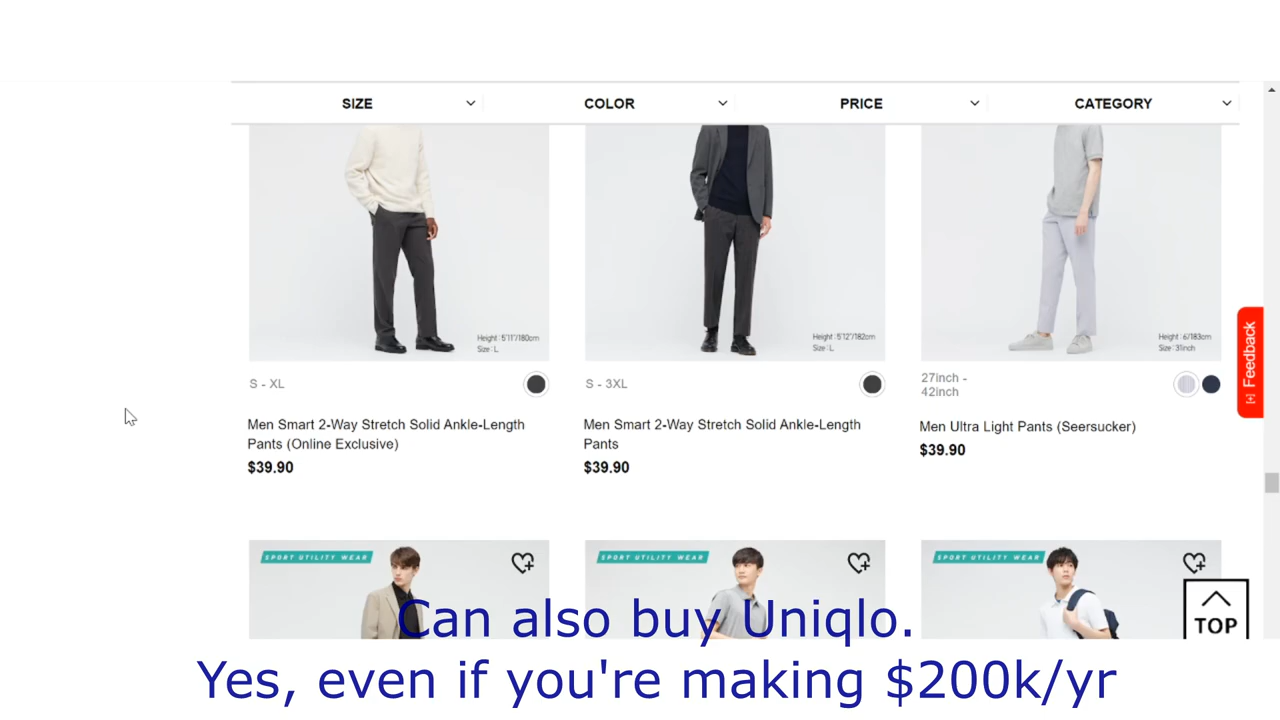 SIZE
COLOR
PRICE
CATEGORY
Height : 5'11"/180cm
Size : L
Height : 5'12"/182cm
Size : L
Height : 6'/183cm
Size : 31inch
[+] Feedback
S - XL
S - 3XL
27inch -
42inch
Men Smart 2-Way Stretch Solid Ankle-Length
Pants (Online Exclusive)
$39.90
Men Smart 2-Way Stretch Solid Ankle-Length
Pants
$39.90
Men Ultra Light Pants (Seersucker)
$39.90
SPORT UTILITY WEAR
SPORT UTILITY WEAR
SPORT UTILITY WEAR
TOP
Can also buy Uniqlo.
Yes, even if you're making $200k/yr